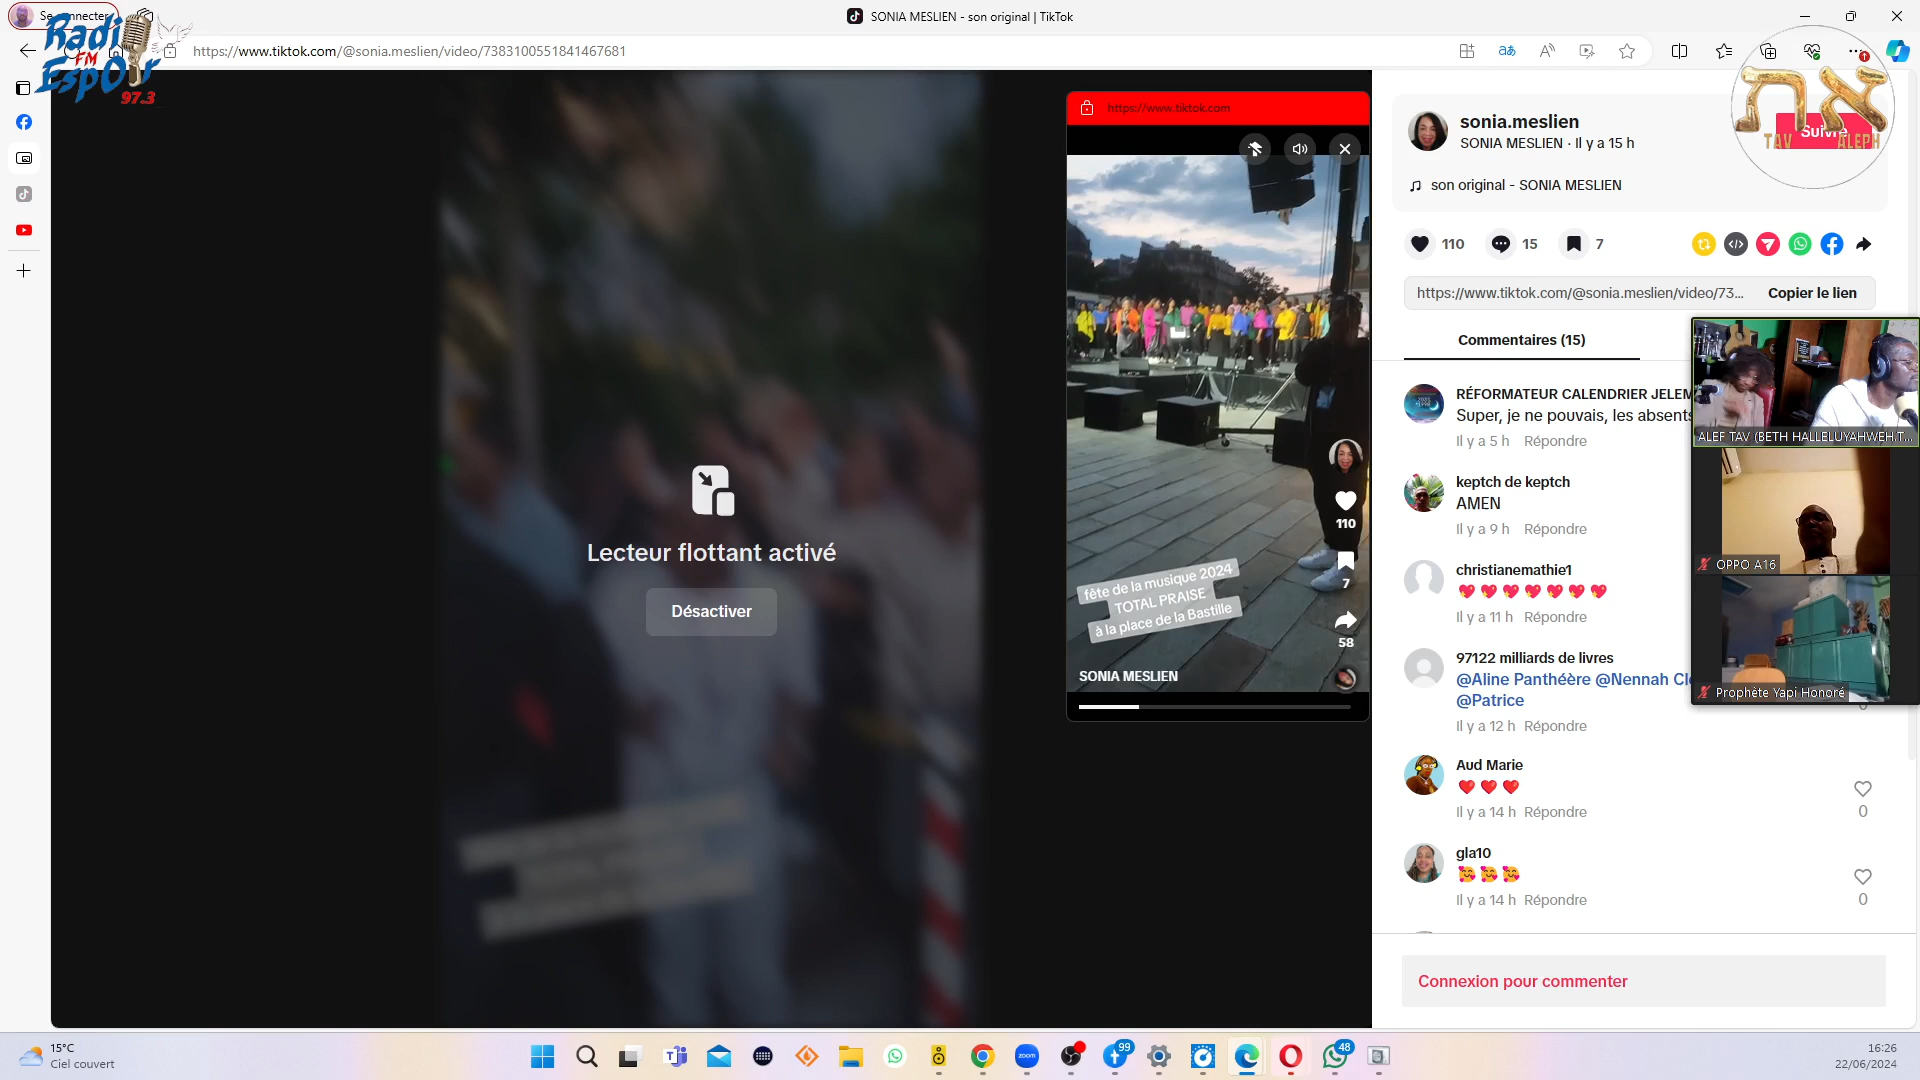 Se connecter
SONIA MESLIEN - son original | TikTok
https://www.tiktok.com/@sonia.meslien/video/7383100551841467681
Radio
FM
Espoir
97.3
https://www.tiktok.com
fête de la musique 2024
TOTAL PRAISE
à la place de la Bastille
110
7
58
SONIA MESLIEN
Lecteur flottant activé
Désactiver
sonia.meslien
SONIA MESLIEN · Il y a 15 h
Suivre
את
TAV ALEPH
son original - SONIA MESLIEN
110
15
7
https://www.tiktok.com/@sonia.meslien/video/73...
Copier le lien
Commentaires (15)
RÉFORMATEUR CALENDRIER JELEM
Super, je ne pouvais, les absents
Il y a 5 h Répondre
keptch de keptch
AMEN
Il y a 9 h Répondre
christianemathie1
Il y a 11 h Répondre
97122 milliards de livres
@Aline Panthéère @Nennah Cl
@Patrice
Il y a 12 h Répondre
0
Aud Marie
Il y a 14 h Répondre
0
gla10
Il y a 14 h Répondre
0
Connexion pour commenter
ALEF TAV (BETH HALLELUYAHWEH.T...
OPPO A16
Prophète Yapi Honoré
15°C
Ciel couvert
zoom
99
48
16:26
22/06/2024